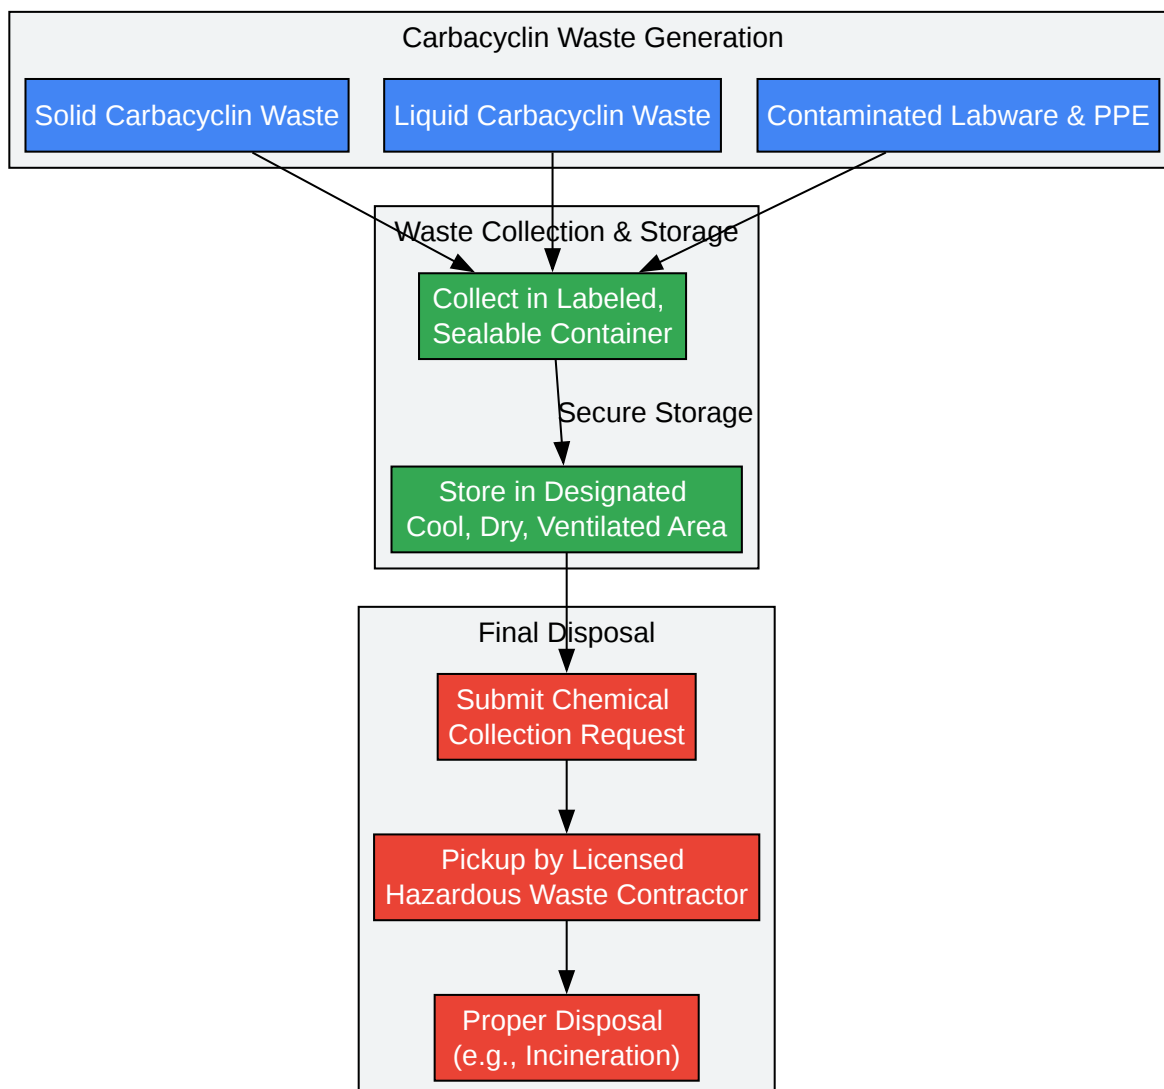 Carbacyclin Waste Generation
Solid Carbacyclin Waste
Liquid Carbacyclin Waste
Contaminated Labware & PPE
Waste Collection & Storage
Collect in Labeled,
Sealable Container
Secure Storage
Store in Designated
Cool, Dry, Ventilated Area
Final Disposal
Submit Chemical
Collection Request
Pickup by Licensed
Hazardous Waste Contractor
Proper Disposal
(e.g., Incineration)